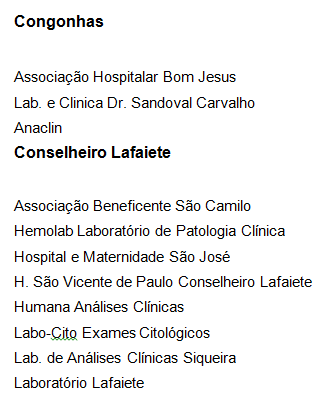 Congonhas
Associação Hospitalar Bom Jesus
Lab. e Clinica Dr. Sandoval Carvalho
Anaclin
Conselheiro Lafaiete
Associação Beneficente São Camilo
Hemolab Laboratório de Patologia Clínica
Hospital e Maternidade São José
H. São Vicente de Paulo Conselheiro Lafaiete
Humana Análises Clínicas
Labo-Cito Exames Citológicos
Lab. de Análises Clínicas Siqueira
Laboratório Lafaiete